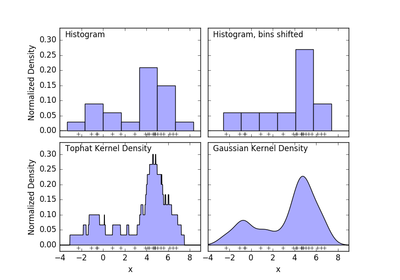 Histogram
Histogram, bins shifted
Normalized Density
0.30
0.25
0.20
0.15
0.10
0.05
0.00
Tophat Kernel Density
Gaussian Kernel Density
Normalized Density
0.30
0.25
0.20
0.15
0.10
0.05
0.00
−4 −2 0 2 4 6 8
x
−4 −2 0 2 4 6 8
x